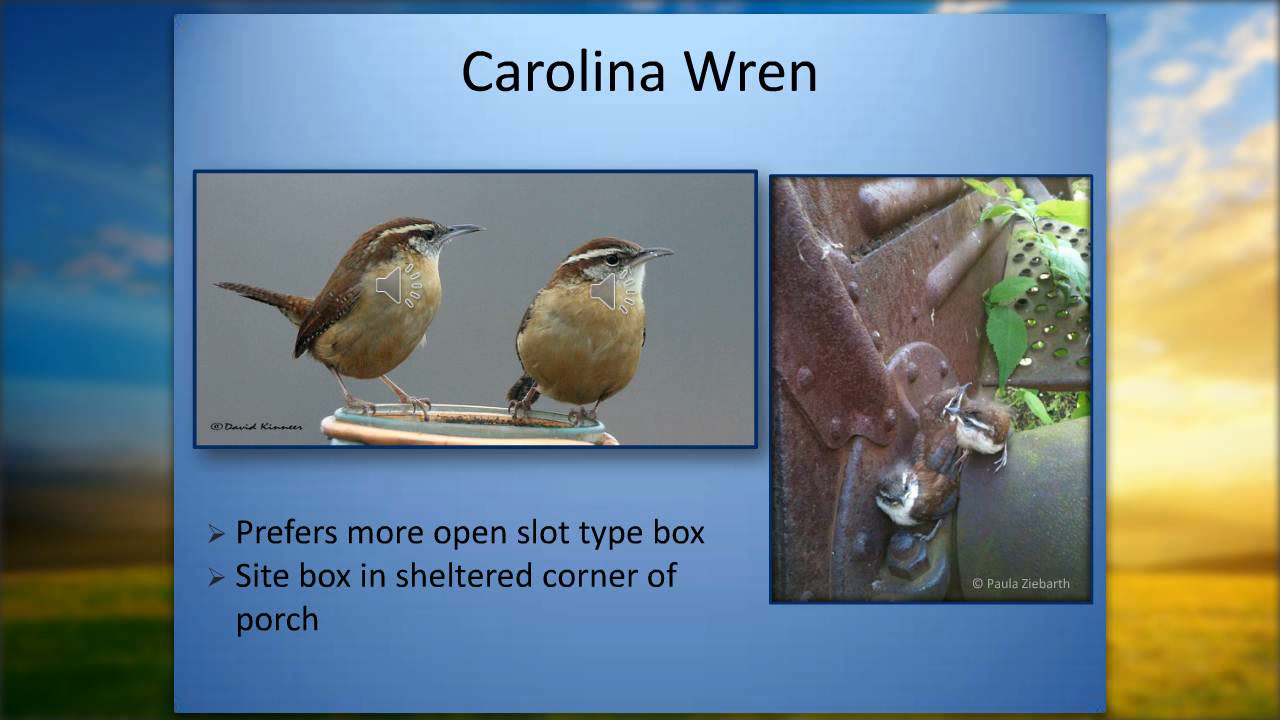 Carolina Wren
©David Kinneer
© Paula Ziebarth
➢ Prefers more open slot type box
➢ Site box in sheltered corner of
porch